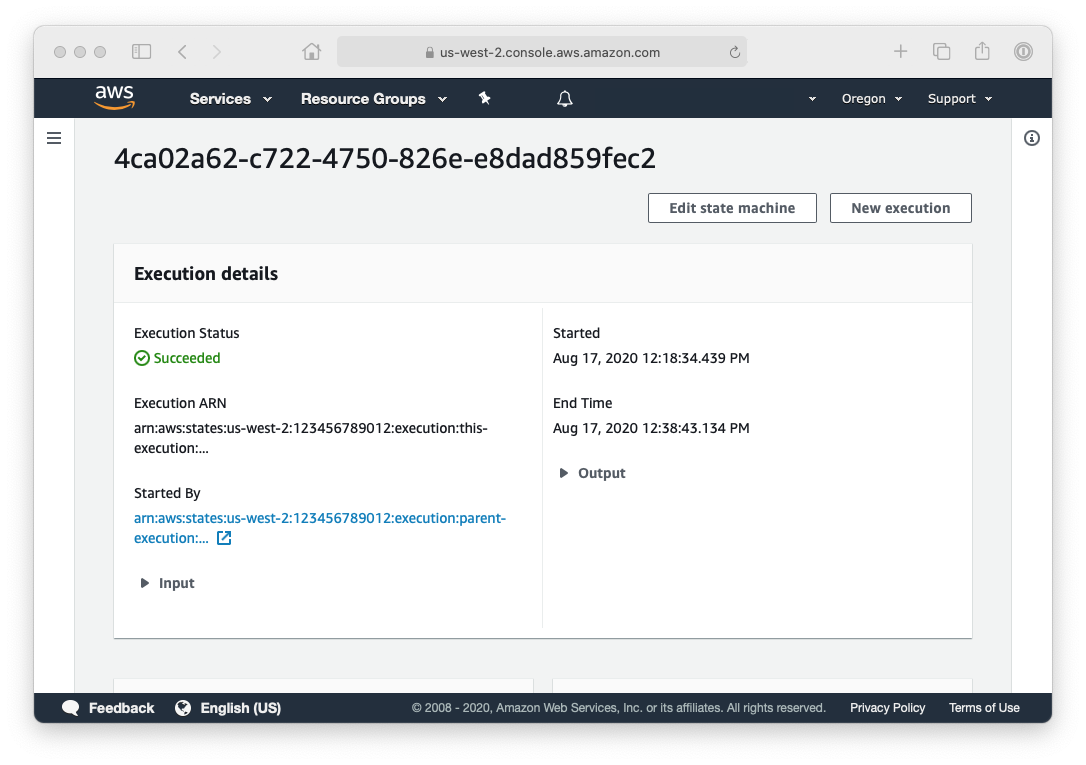 us-west-2.console.aws.amazon.com
aws Services Resource Groups Oregon Support
4ca02a62-c722-4750-826e-e8dad859fec2
Edit state machine New execution
Execution details
Execution Status
Succeeded
Execution ARN
arn:aws:states:us-west-2:123456789012:execution:this-
execution:...
Started By
arn:aws:states:us-west-2:123456789012:execution:parent-
execution:...
Input
Started
Aug 17, 2020 12:18:34.439 PM
End Time
Aug 17, 2020 12:38:43.134 PM
Output
Feedback English (US) © 2008 - 2020, Amazon Web Services, Inc. or its affiliates. All rights reserved. Privacy Policy Terms of Use